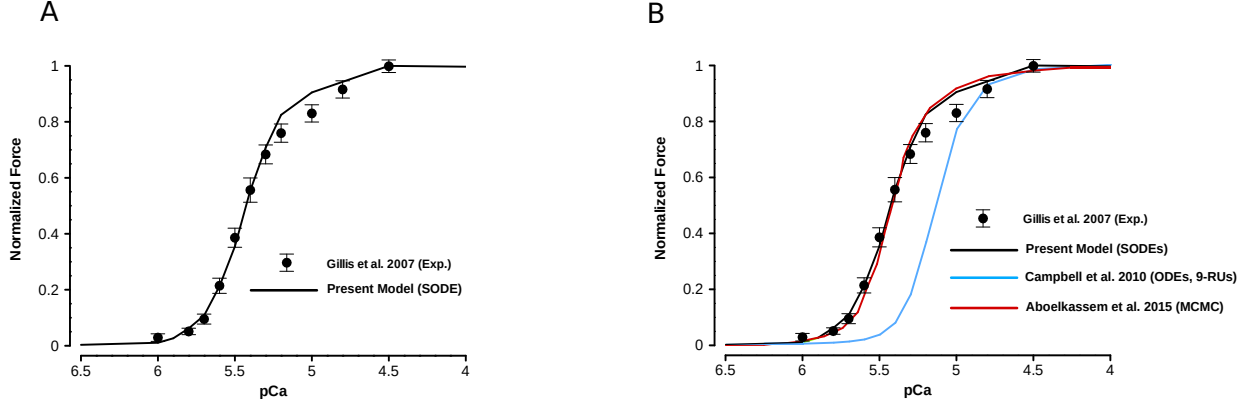 A
Normalized Force
1
0.8
0.6
0.4
0.2
0
6.5 6 5.5 5 4.5 4
pCa
Gillis et al. 2007 (Exp.)
Present Model (SODE)
B
Normalized Force
1
0.8
0.6
0.4
0.2
0
6.5 6 5.5 5 4.5 4
pCa
Gillis et al. 2007 (Exp.)
Present Model (SODEs)
Campbell et al. 2010 (ODEs, 9-RUs)
Aboelkassem et al. 2015 (MCMC)